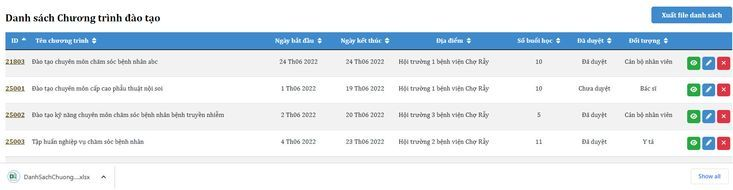 Danh sách Chương trình đào tạo
Xuất file danh sách
ID Tên chương trình Ngày bắt đầu Ngày kết thúc Địa điểm Số buổi học Đã duyệt Đối tượng
21803 Đào tạo chuyên môn chăm sóc bệnh nhân abc 24 Th06 2022 24 Th06 2022 Hội trường 1 bệnh viện Chợ Rẫy 10 Đã duyệt Cán bộ nhân viên
25001 Đào tạo chuyên môn cấp cao phẫu thuật nội soi 1 Th06 2022 19 Th06 2022 Hội trường 1 bệnh viện Chợ Rẫy 10 Chưa duyệt Bác sĩ
25002 Đào tạo kỹ năng chuyên môn chăm sóc bệnh nhân bệnh truyền nhiễm 2 Th06 2022 20 Th06 2022 Hội trường 3 bệnh viện Chợ Rẫy 5 Đã duyệt Cán bộ nhân viên
25003 Tập huấn nghiệp vụ chăm sóc bệnh nhân 4 Th06 2022 23 Th06 2022 Hội trường 2 bệnh viện Chợ Rẫy 11 Đã duyệt Y tá
DanhSachChuong....xlsx Show all